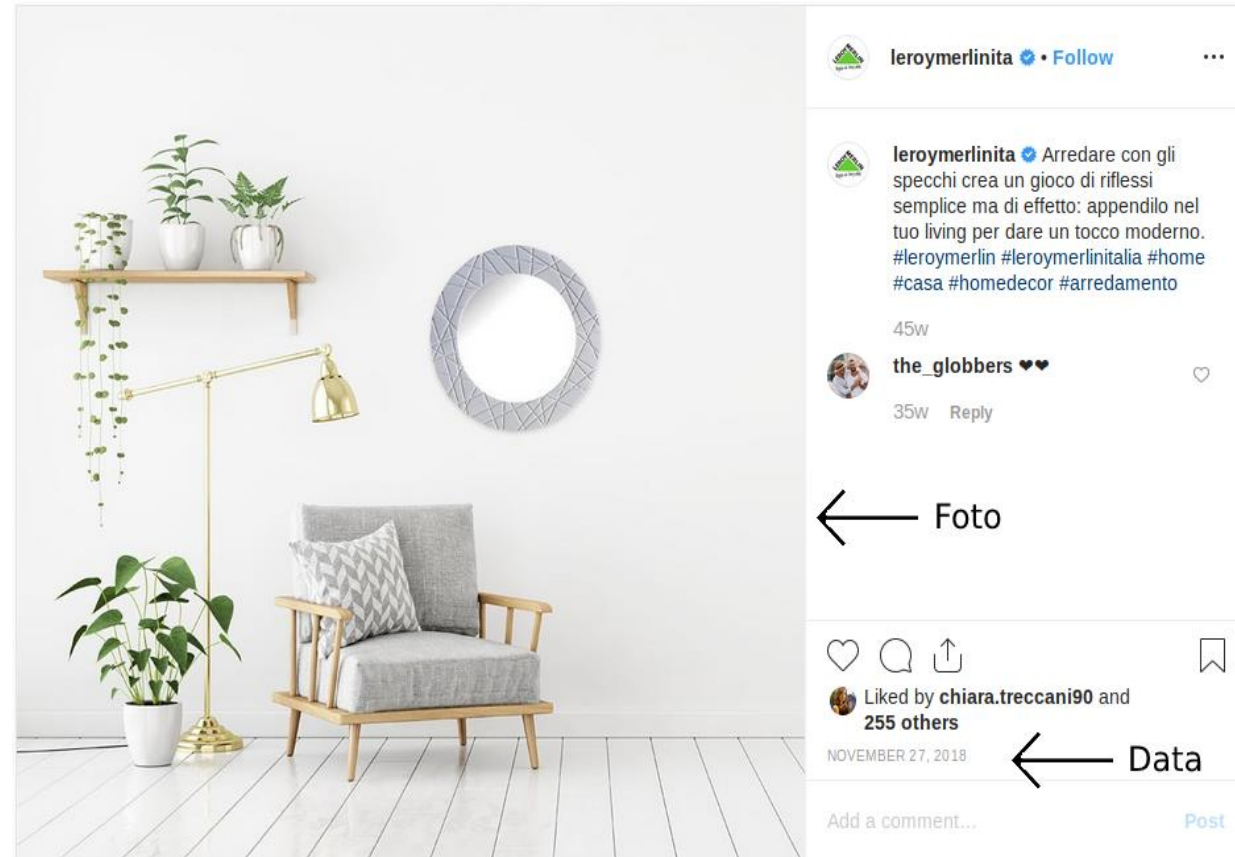 leroymerlinita • Follow
leroymerlinita Arredare con gli
specchi crea un gioco di riflessi
semplice ma di effetto: appendilo nel
tuo living per dare un tocco moderno.
#leroymerlin #leroymerlinitalia #home
#casa #homedecor #arredamento
45w
the_globbers ❤❤
35w Reply
Foto
Liked by chiara.treccani90 and
255 others
NOVEMBER 27, 2018
Data
Add a comment...
Post